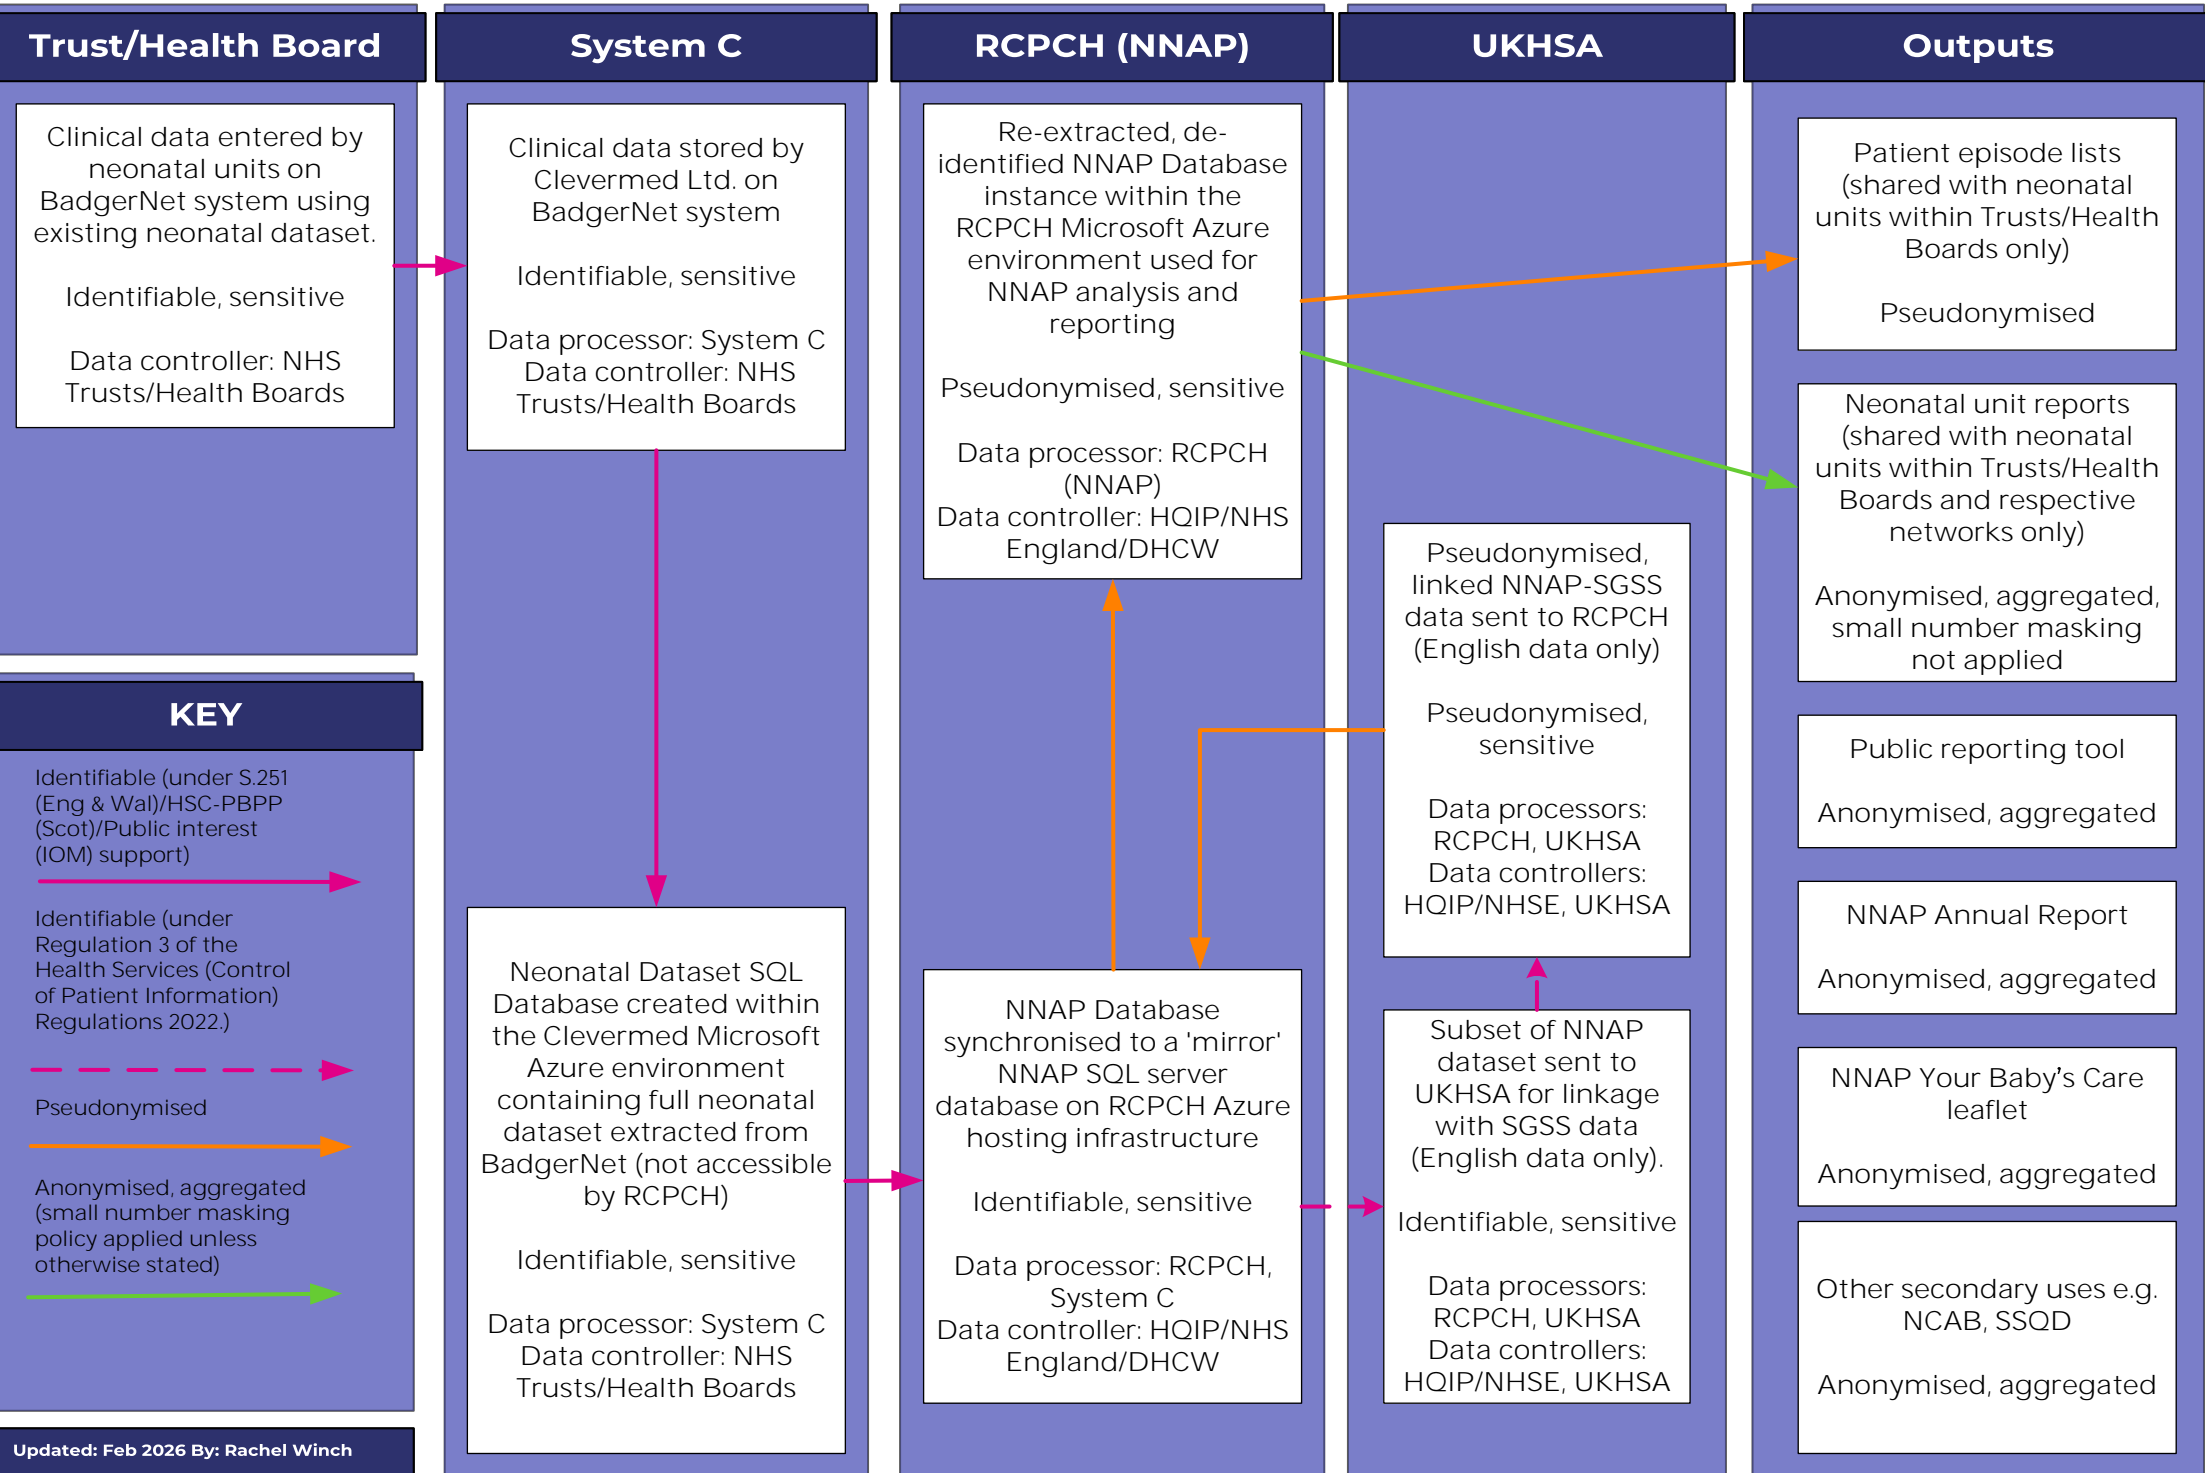 Trust/Health Board
Clinical data entered by
neonatal units on
BadgerNet system using
existing neonatal dataset.
Identifiable, sensitive
Data controller: NHS
Trusts/Health Boards
KEY
Identifiable (under S.251
(Eng & Wal)/HSC-PBPP
(Scot)/Public interest
(IOM) support)
Identifiable (under
Regulation 3 of the
Health Services (Control
of Patient Information)
Regulations 2022.)
Pseudonymised
Anonymised, aggregated
(small number masking
policy applied unless
otherwise stated)
Updated: Feb 2026 By: Rachel Winch
System C
Clinical data stored by
Clevermed Ltd. on
BadgerNet system
Identifiable, sensitive
Data processor: System C
Data controller: NHS
Trusts/Health Boards
Neonatal Dataset SQL
Database created within
the Clevermed Microsoft
Azure environment
containing full neonatal
dataset extracted from
BadgerNet (not accessible
by RCPCH)
Identifiable, sensitive
Data processor: System C
Data controller: NHS
Trusts/Health Boards
RCPCH (NNAP)
Re-extracted, de-
identified NNAP Database
instance within the
RCPCH Microsoft Azure
environment used for
NNAP analysis and
reporting
Pseudonymised, sensitive
Data processor: RCPCH
(NNAP)
Data controller: HQIP/NHS
England/DHCW
NNAP Database
synchronised to a 'mirror'
NNAP SQL server
database on RCPCH Azure
hosting infrastructure
Identifiable, sensitive
Data processor: RCPCH,
System C
Data controller: HQIP/NHS
England/DHCW
UKHSA
Pseudonymised,
linked NNAP-SGSS
data sent to RCPCH
(English data only)
Pseudonymised,
sensitive
Data processors:
RCPCH, UKHSA
Data controllers:
HQIP/NHSE, UKHSA
Subset of NNAP
dataset sent to
UKHSA for linkage
with SGSS data
(English data only).
Identifiable, sensitive
Data processors:
RCPCH, UKHSA
Data controllers:
HQIP/NHSE, UKHSA
Outputs
Patient episode lists
(shared with neonatal
units within Trusts/Health
Boards only)
Pseudonymised
Neonatal unit reports
(shared with neonatal
units within Trusts/Health
Boards and respective
networks only)
Anonymised, aggregated,
small number masking
not applied
Public reporting tool
Anonymised, aggregated
NNAP Annual Report
Anonymised, aggregated
NNAP Your Baby’s Care
leaflet
Anonymised, aggregated
Other secondary uses e.g.
NCAB, SSQD
Anonymised, aggregated